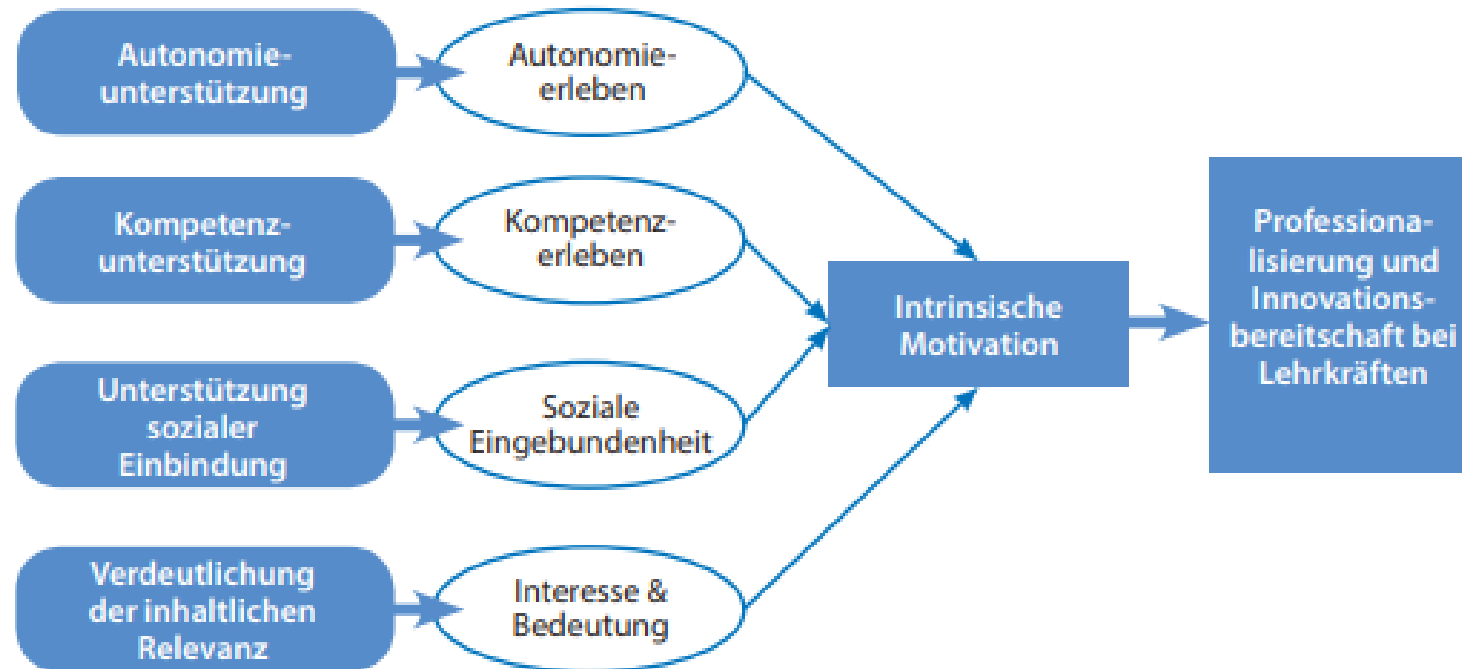 Autonomie-
unterstützung
Autonomie-
erleben
Kompetenz-
unterstützung
Kompetenz-
erleben
Unterstützung
sozialer
Einbindung
Soziale
Eingebundenheit
Verdeutlichung
der inhaltlichen
Relevanz
Interesse &
Bedeutung
Intrinsische
Motivation
Professiona-
lisierung und
Innovations-
bereitschaft bei
Lehrkräften